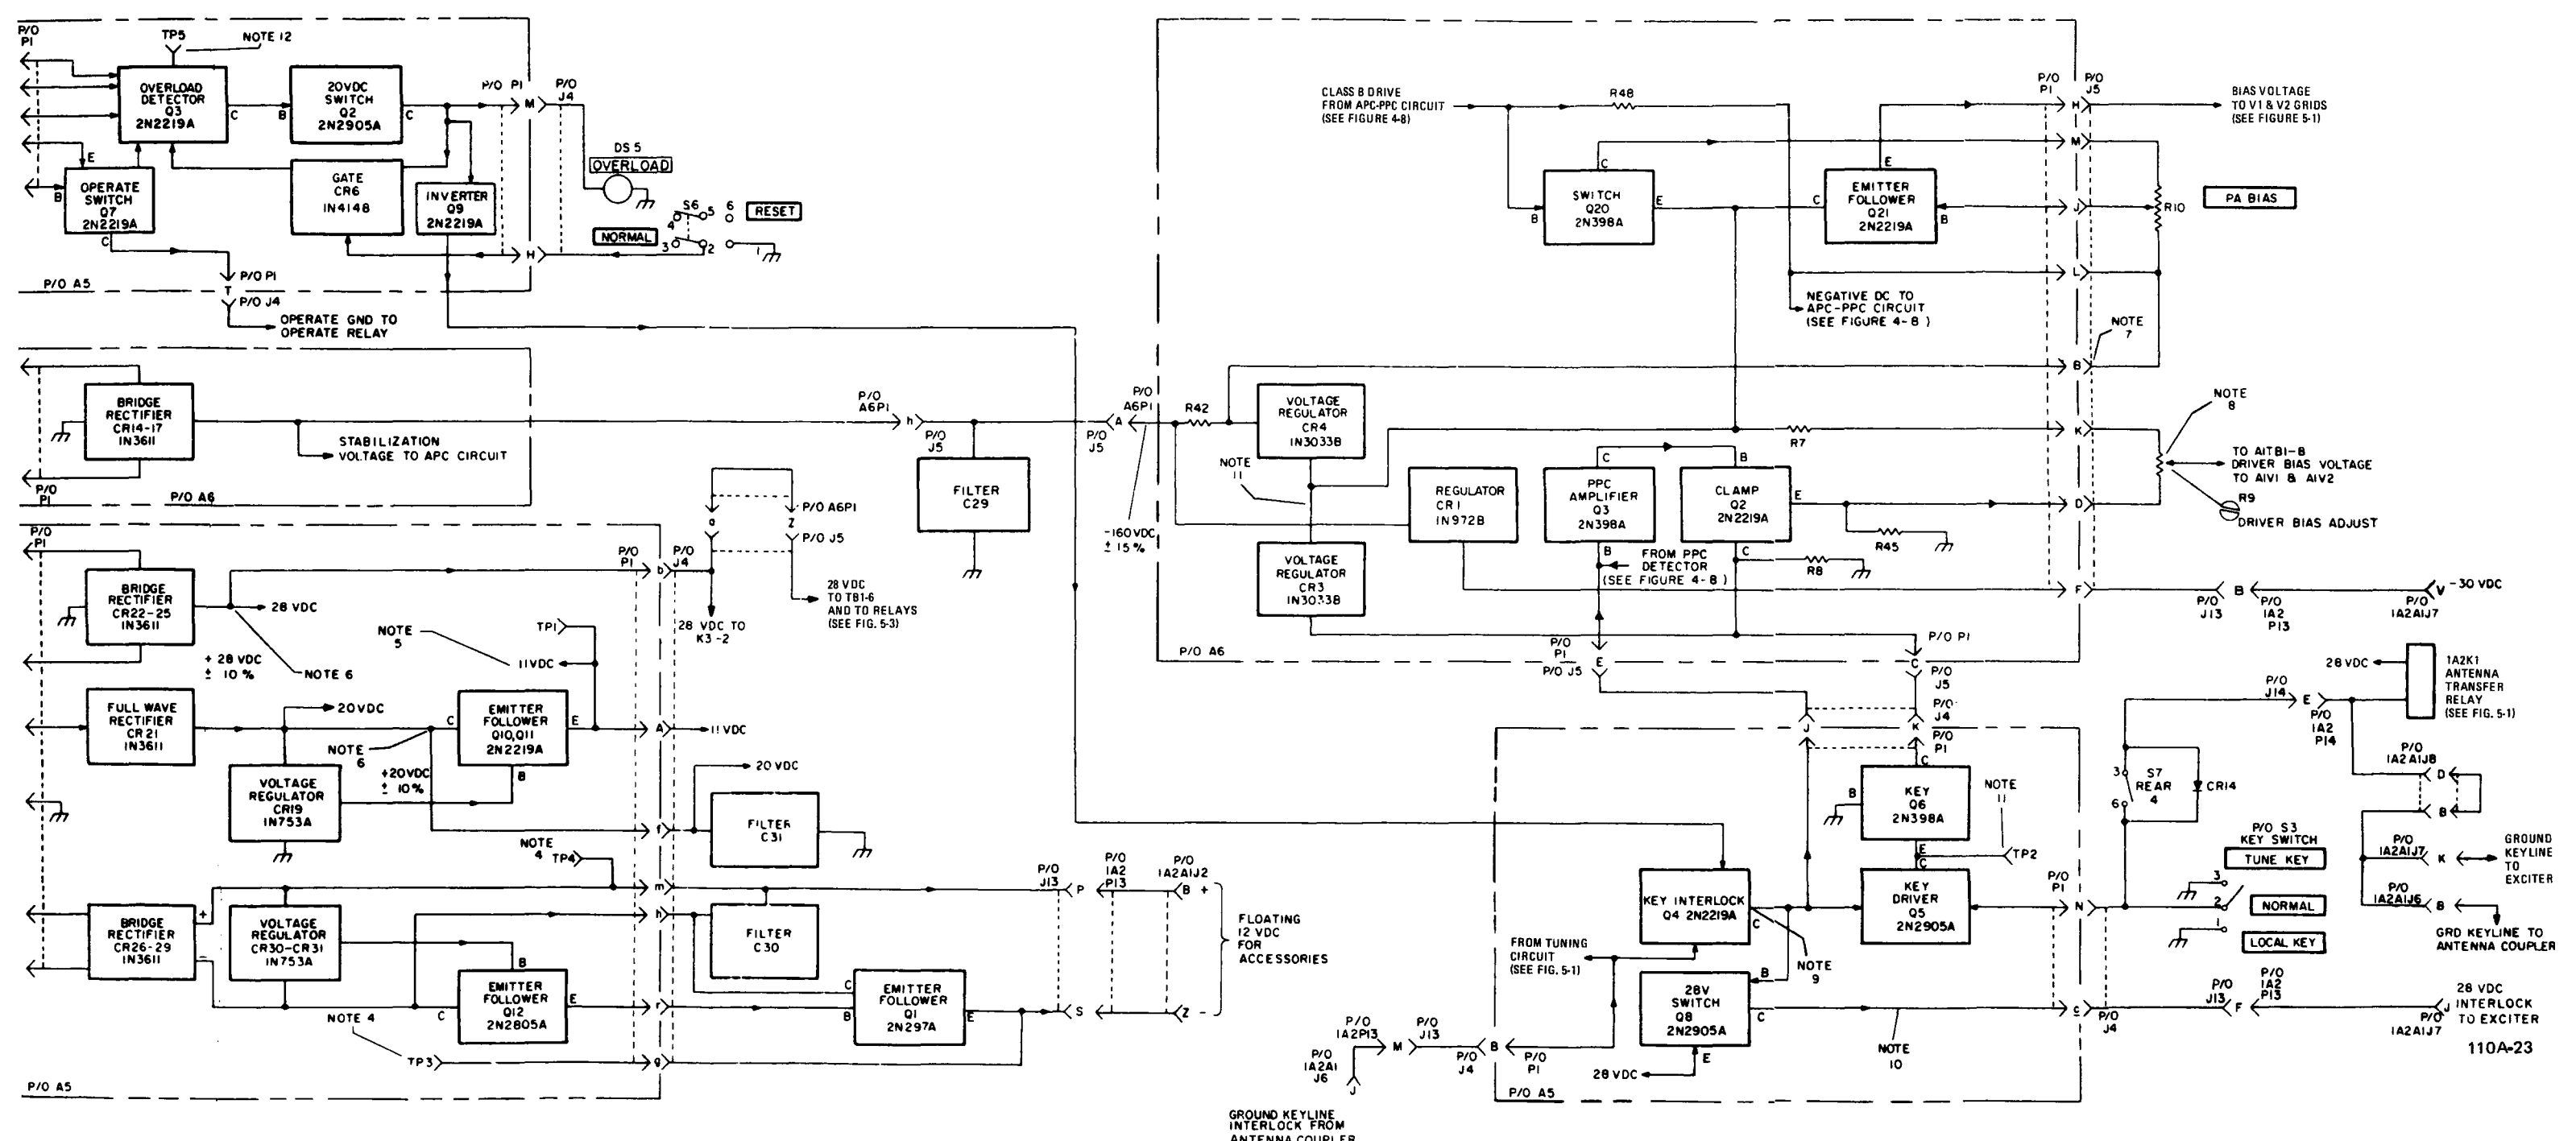 P/O
P1
TP5
NOTE 12
OVERLOAD
DETECTOR
Q3
2N2219A
C
B
20VDC
SWITCH
Q2
2N2905A
C
P/O P1
M
P/O
J4
E
B
OPERATE
SWITCH
Q7
2N2219A
C
GATE
CR6
1N4148
INVERTER
Q9
2N2219A
DS 5
OVERLOAD
S6
4
5
6
RESET
NORMAL
3
2
1
H
P/O A5
P/O P1
T
P/O J4
OPERATE GND TO
OPERATE RELAY
BRIDGE
RECTIFIER
CR14-17
1N3611
STABILIZATION
VOLTAGE TO APC CIRCUIT
P/O
P1
P/O A6
P/O
A6P1
h
P/O
J5
FILTER
C29
P/O
J5
A
P/O
A6P1
-160VDC
± 15%
P/O
P1
BRIDGE
RECTIFIER
CR22-25
1N3611
28 VDC
+ 28 VDC
± 10%
NOTE 6
NOTE
5
TP1
11VDC
P/O
P1
b
P/O
J4
a
Z
P/O A6P1
P/O J5
28 VDC TO
K3-2
28 VDC
TO TB1-6
AND TO RELAYS
(SEE FIG. 5-3)
FULL WAVE
RECTIFIER
CR21
1N3611
20VDC
NOTE
6
+20VDC
± 10%
C
EMITTER
FOLLOWER
Q10,Q11
2N2219A
E
B
A
11 VDC
VOLTAGE
REGULATOR
CR19
1N753A
20 VDC
f
FILTER
C31
NOTE
4
TP4
BRIDGE
RECTIFIER
CR26-29
1N3611
+
–
VOLTAGE
REGULATOR
CR30-CR31
1N753A
m
h
FILTER
C30
B
C
EMITTER
FOLLOWER
Q12
2N2805A
E
r
C
B
EMITTER
FOLLOWER
Q1
2N297A
E
NOTE 4
TP3
g
P/O A5
P/O
J13
P
S
P/O
1A2
P13
P/O
1A2A1J2
B +
Z -
FLOATING
12 VDC
FOR
ACCESSORIES
CLASS B DRIVE
FROM APC-PPC CIRCUIT
(SEE FIGURE 4-8)
R48
C
SWITCH
Q20
2N398A
B
E
E
C
EMITTER
FOLLOWER
Q21
2N2219A
B
P/O
P1
P/O
J5
H
M
J
L
BIAS VOLTAGE
TO V1 & V2 GRIDS
(SEE FIGURE 5-1)
R10
PA BIAS
NEGATIVE DC TO
APC-PPC CIRCUIT
(SEE FIGURE 4-8 )
NOTE
7
B
R42
VOLTAGE
REGULATOR
CR4
1N3033B
NOTE
11
REGULATOR
CR1
1N972B
VOLTAGE
REGULATOR
CR3
1N3033B
C
PPC
AMPLIFIER
Q3
2N398A
B
B
CLAMP
Q2
2N2219A
E
C
FROM PPC
DETECTOR
(SEE FIGURE 4-8 )
R7
R45
R8
K
D
F
NOTE
8
TO A1TB1-8
DRIVER BIAS VOLTAGE
TO A1V1 & A1V2
R9
DRIVER BIAS ADJUST
P/O
J13
B
P/O
1A2
P13
P/O
1A2A1J7
V
-30 VDC
P/O A6
P/O
P1
E
P/O J5
P/O P1
C
P/O
J5
P/O
J4
J
K
P/O
P1
C
B
KEY
Q6
2N398A
E
C
NOTE
11
TP2
KEY INTERLOCK
Q4 2N2219A
C
KEY
DRIVER
Q5
2N2905A
NOTE
9
FROM TUNING
CIRCUIT
(SEE FIG. 5-1)
28V
SWITCH
Q8
2N2905A
B
C
E
28 VDC
NOTE
10
P/O
P1
N
c
P/O
J4
P/O A5
P/O
1A2P13
M
P/O
J13
P/O
J4
B
P/O
P1
P/O
1A2A1
J6
J
GROUND KEYLINE
INTERLOCK FROM
ANTENNA COUPLER
28 VDC
1A2K1
ANTENNA
TRANSFER
RELAY
(SEE FIG. 5-1)
P/O
J14
E
P/O
1A2
P14
3
6
S7
REAR
4
CR14
P/O
1A2A1J8
D
B
P/O S3
KEY SWITCH
TUNE KEY
3
2
1
NORMAL
LOCAL KEY
P/O
1A2A1J7
K
GROUND
KEYLINE
TO
EXCITER
P/O
1A2A1J6
B
GRD KEYLINE TO
ANTENNA COUPLER
P/O
J13
F
P/O
1A2
P13
J
P/O
1A2A1J7
28 VDC
INTERLOCK
TO EXCITER
110A-23